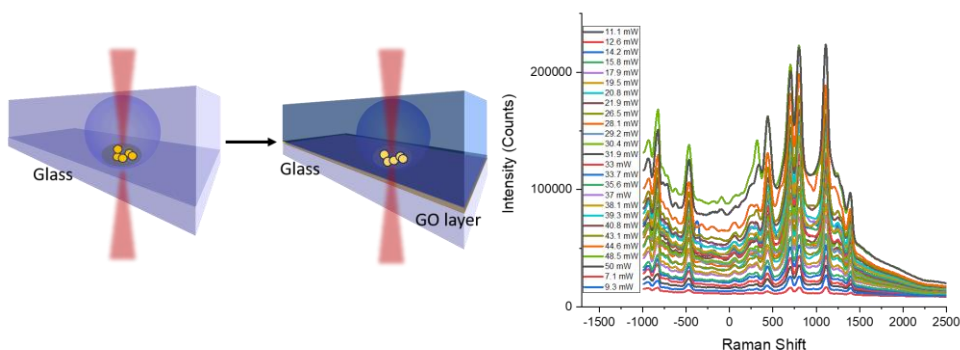 Glass
Glass
GO layer
Intensity (Counts)
200000
100000
0
11.1 mW
12.6 mW
14.2 mW
15.8 mW
17.9 mW
19.5 mW
20.8 mW
21.9 mW
26.5 mW
28.1 mW
29.2 mW
30.4 mW
31.9 mW
33 mW
33.7 mW
35.6 mW
37 mW
38.1 mW
39.3 mW
40.8 mW
43.1 mW
44.6 mW
48.5 mW
50 mW
7.1 mW
9.3 mW
-1500 -1000 -500 0 500 1000 1500 2000 2500
Raman Shift